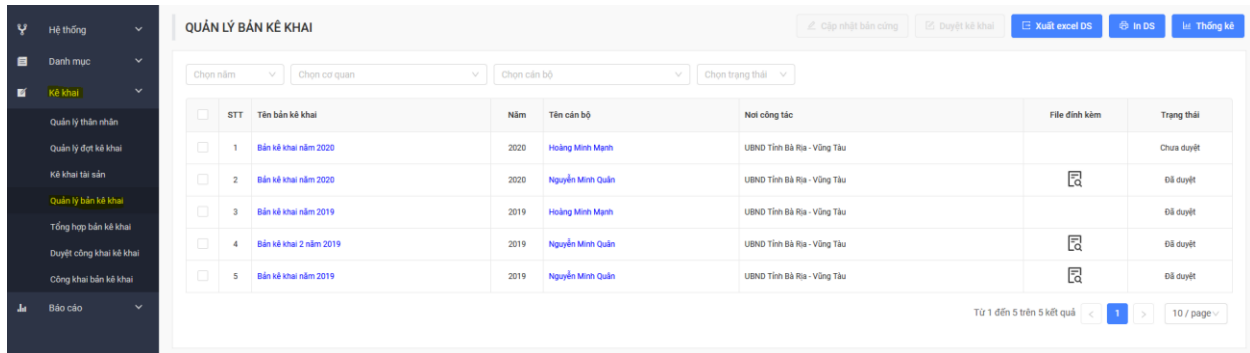 Hệ thống
Danh mục
Kê khai
Quản lý thân nhân
Quản lý đợt kê khai
Kê khai tài sản
Quản lý bản kê khai
Tổng hợp bản kê khai
Duyệt công khai kê khai
Công khai bản kê khai
Báo cáo
QUẢN LÝ BẢN KÊ KHAI
Cập nhật bản cứng Duyệt kê khai Xuất excel DS In DS Thống kê
Chọn năm Chọn cơ quan Chọn cán bộ Chọn trạng thái
STT Tên bản kê khai Năm Tên cán bộ Nơi công tác File đính kèm Trạng thái
1 Bản kê khai năm 2020 2020 Hoàng Minh Mạnh UBND Tỉnh Bà Rịa - Vũng Tàu Chưa duyệt
2 Bản kê khai năm 2020 2020 Nguyễn Minh Quân UBND Tỉnh Bà Rịa - Vũng Tàu Đã duyệt
3 Bản kê khai năm 2019 2019 Hoàng Minh Mạnh UBND Tỉnh Bà Rịa - Vũng Tàu Đã duyệt
4 Bản kê khai 2 năm 2019 2019 Nguyễn Minh Quân UBND Tỉnh Bà Rịa - Vũng Tàu Đã duyệt
5 Bản kê khai năm 2019 2019 Nguyễn Minh Quân UBND Tỉnh Bà Rịa - Vũng Tàu Đã duyệt
Từ 1 đến 5 trên 5 kết quả < 1 > 10 / page